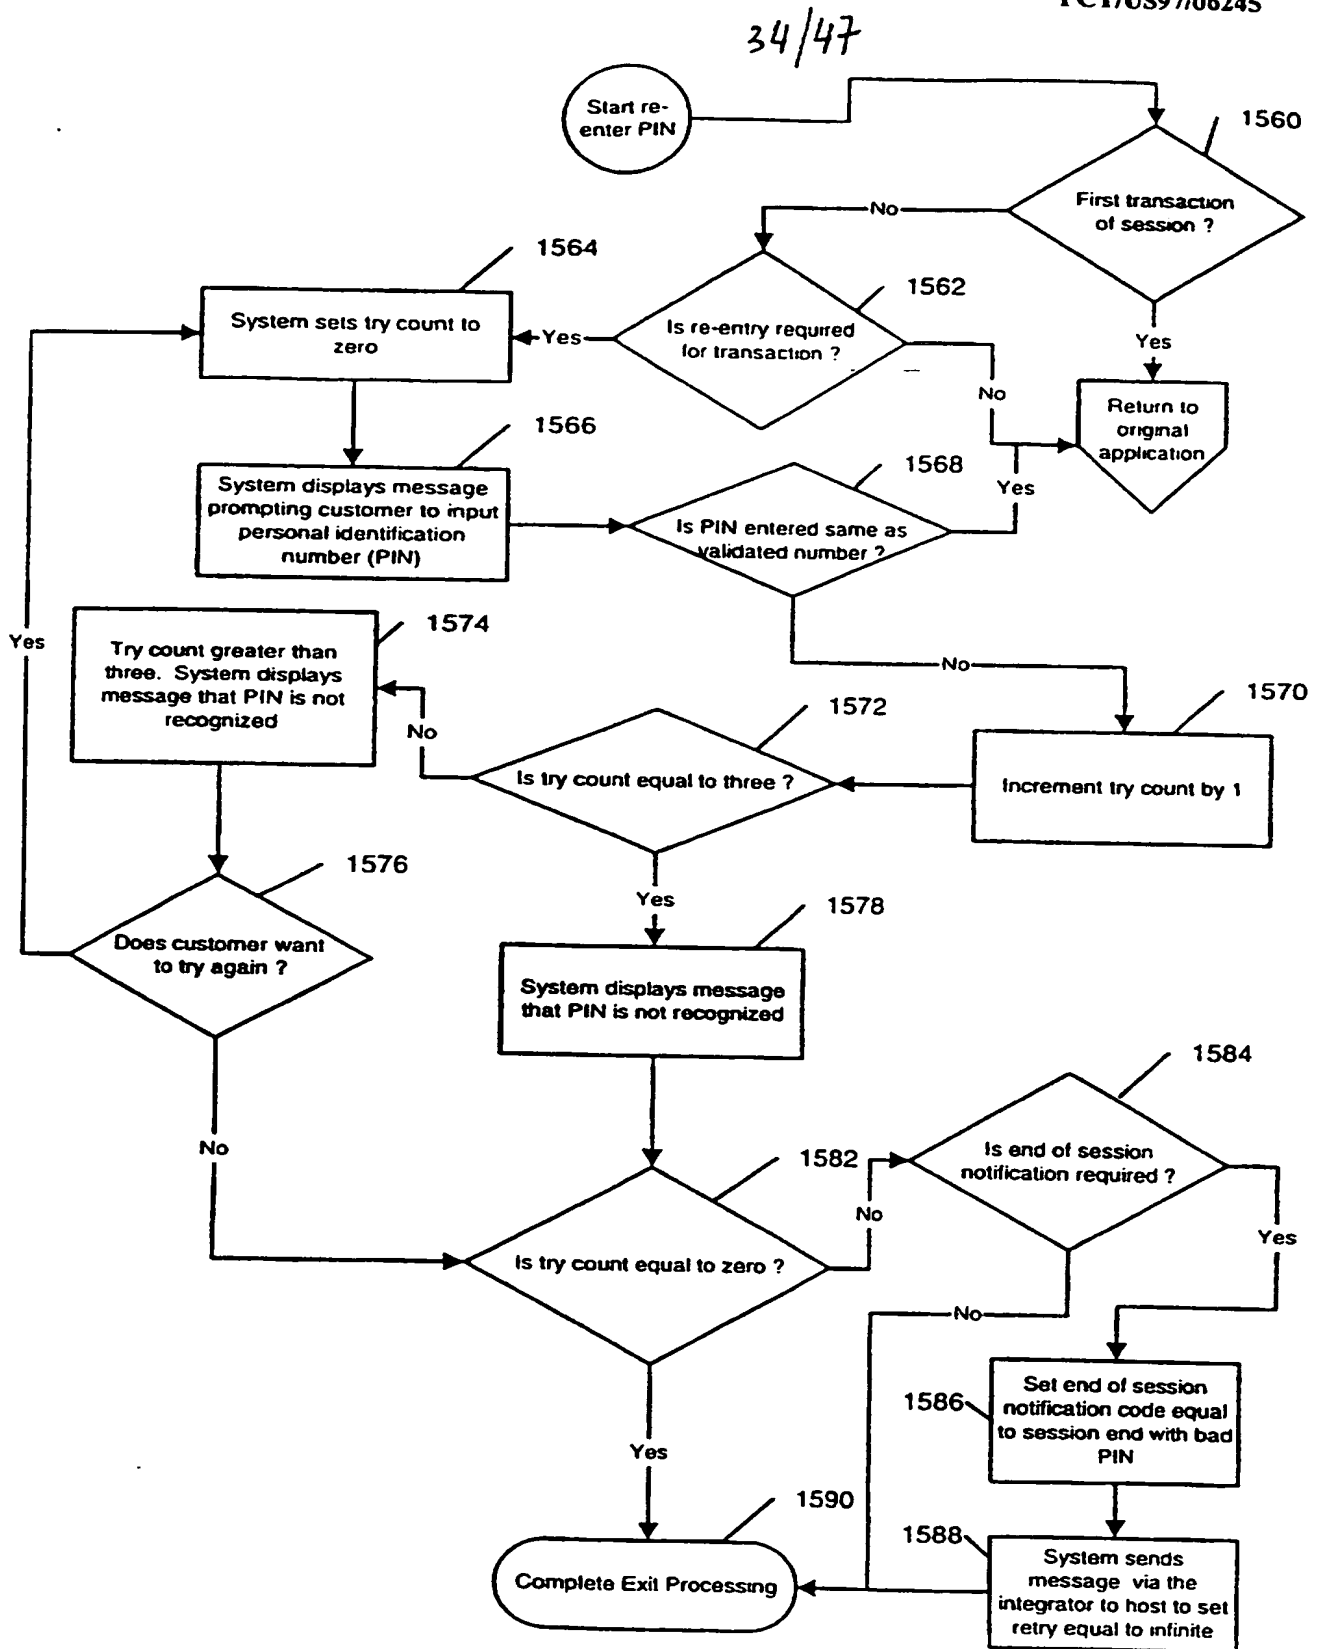 PCT/US97/06245
34/47
Start re-
enter PIN
1560
First transaction
of session ?
No
Yes
1564
System sets try count to
zero
1562
Is re-entry required
for transaction ?
Yes
No
Return to
original
application
1566
System displays message
prompting customer to input
personal identification
number (PIN)
1568
Is PIN entered same as
validated number ?
Yes
No
Yes
1574
Try count greater than
three. System displays
message that PIN is not
recognized
No
1572
Is try count equal to three ?
1570
Increment try count by 1
1576
Does customer want
to try again ?
Yes
1578
System displays message
that PIN is not recognized
No
1584
Is end of session
notification required ?
1582
Is try count equal to zero ?
No
Yes
No
1586
Set end of session
notification code equal
to session end with bad
PIN
Yes
1590
Complete Exit Processing
1588
System sends
message via the
integrator to host to set
retry equal to infinite